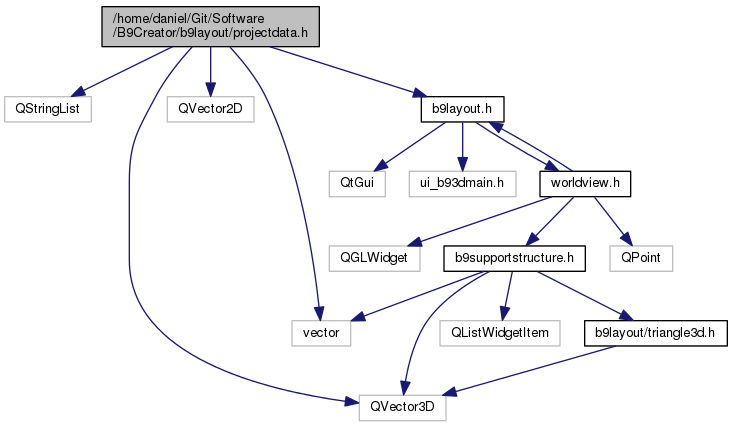 /home/daniel/Git/Software
/B9Creator/b9layout/projectdata.h
QStringList
QVector2D
b9layout.h
QtGui
ui_b93dmain.h
worldview.h
QGLWidget
b9supportstructure.h
QPoint
vector
QListWidgetItem
b9layout/triangle3d.h
QVector3D